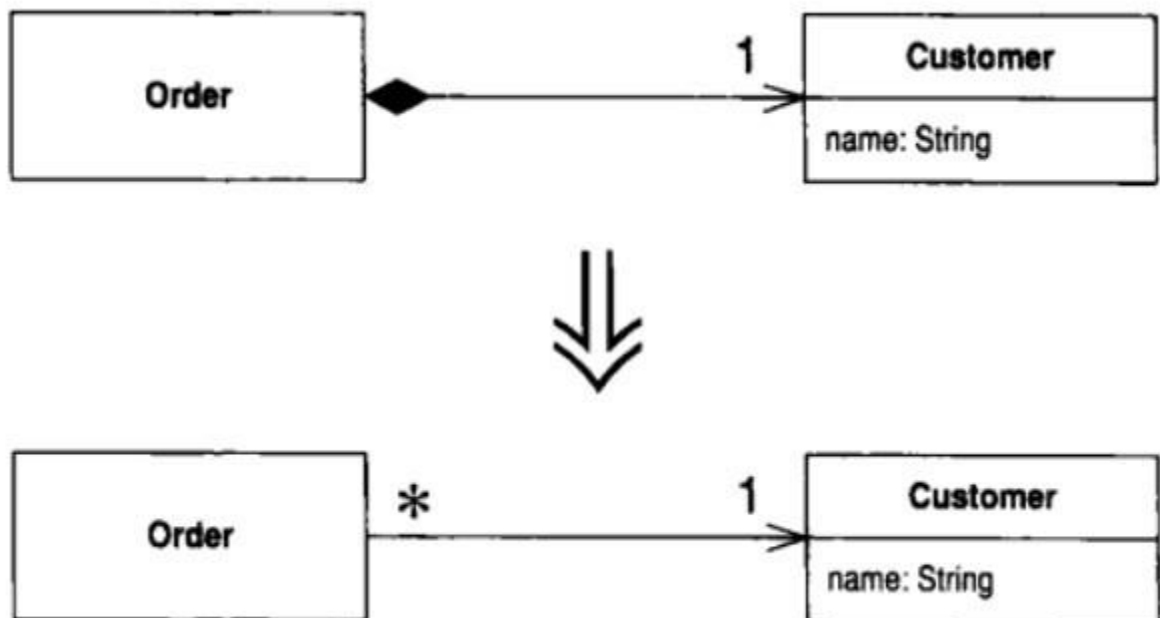 Order
1
Customer
name: String
Order
*
1
Customer
name: String